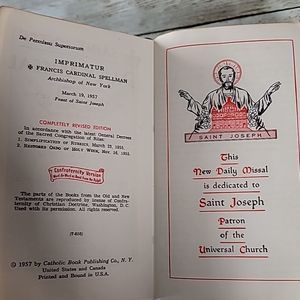 De Permissu Superiorum
IMPRIMATUR
✠ FRANCIS CARDINAL SPELLMAN
Archbishop of New York
March 19, 1957
Feast of Saint Joseph
COMPLETELY REVISED EDITION
In accordance with the latest General Decrees
of the Sacred Congregation of Rites.
1. SIMPLIFICATION OF RUBRICS, March 23, 1955.
2. RESTORED ORDO OF HOLY WEEK, Nov. 16, 1955.
Confraternity Version
The parts of the Books from the Old and New
Testaments are reproduced by license of Confra-
ternity of Christian Doctrine, Washington, D. C.
Used with its permission. All rights reserved.
© 1957 by Catholic Book Publishing Co., N. Y.
United States and Canada
Printed and Bound in U.S.A.
SAINT JOSEPH
This
New Daily Missal
is dedicated to
Saint Joseph
Patron
of the
Universal Church